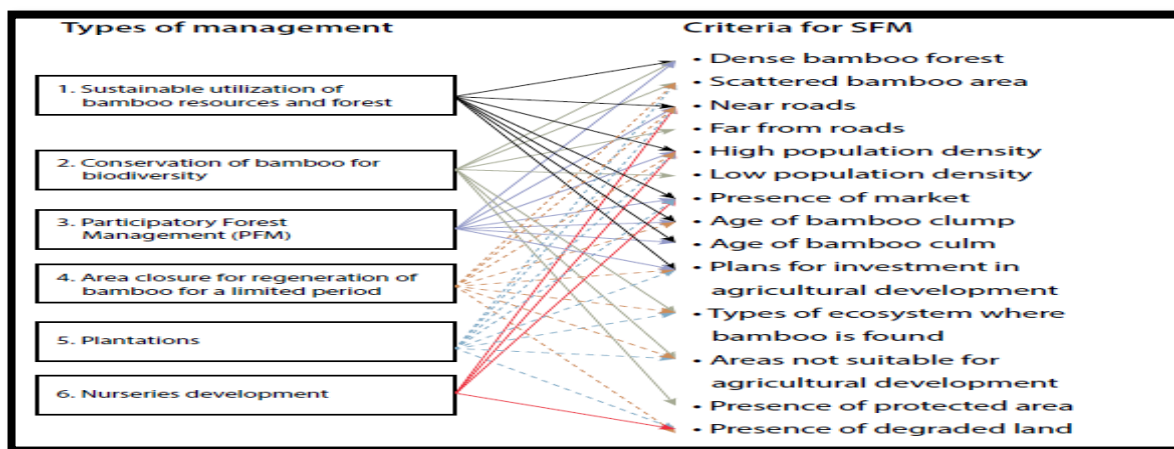 Types of management
1. Sustainable utilization of
bamboo resources and forest
2. Conservation of bamboo for
biodiversity
3. Participatory Forest
Management (PFM)
4. Area closure for regeneration of
bamboo for a limited period
5. Plantations
6. Nurseries development
Criteria for SFM
• Dense bamboo forest
• Scattered bamboo area
• Near roads
• Far from roads
• High population density
• Low population density
• Presence of market
• Age of bamboo clump
• Age of bamboo culm
• Plans for investment in
agricultural development
• Types of ecosystem where
bamboo is found
• Areas not suitable for
agricultural development
• Presence of protected area
• Presence of degraded land